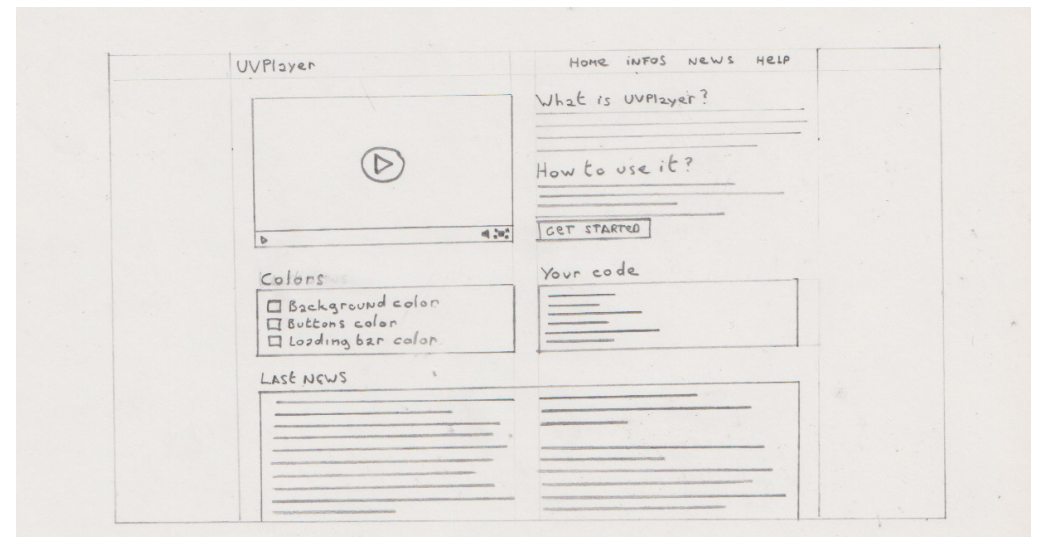 UVPlayer
HOME INFOS NEWS HELP
What is UVPlayer?
How to use it?
GET STARTED
Colors
Background color
Buttons color
Loading bar color
Your code
LAST NEWS